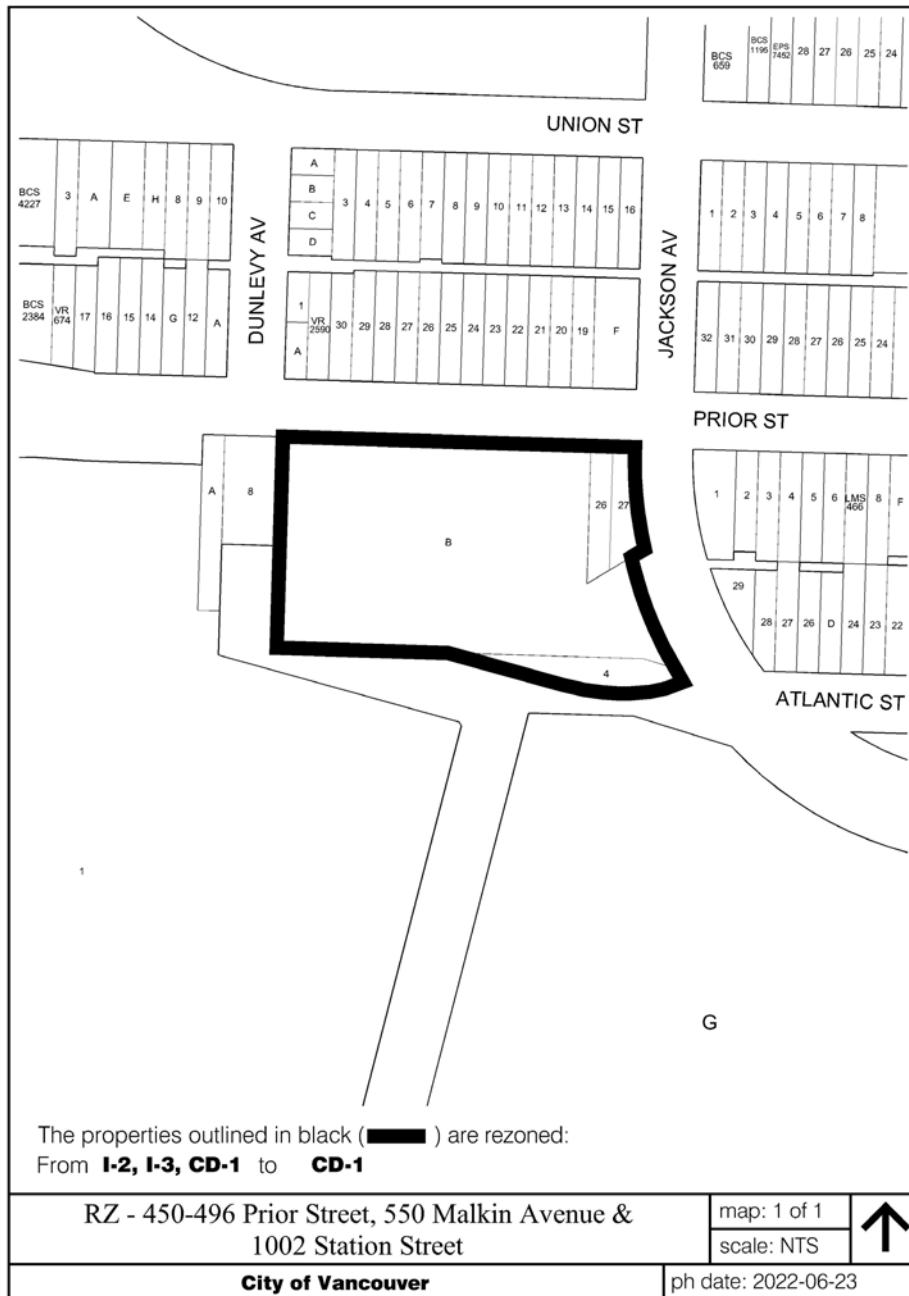 BCS 659
BCS 1195
EPS 7452
28 27 26 25 24
UNION ST
BCS 4227
3 A E H 8 9 10
A
B
C
D
3 4 5 6 7 8 9 10 11 12 13 14 15 16
1 2 3 4 5 6 7 8
DUNLEVY AV
JACKSON AV
BCS 2384
VR 674
17 16 15 14 G 12 A
1
A
VR 2590
30 29 28 27 26 25 24 23 22 21 20 19 F
32 31 30 29 28 27 26 25 24
PRIOR ST
A 8
B
26 27
1 2 3 4 5 6
LMS 466
8 F
29
28 27 26 D 24 23 22
4
ATLANTIC ST
1
G
The properties outlined in black ( ) are rezoned:
From I-2, I-3, CD-1 to CD-1
RZ - 450-496 Prior Street, 550 Malkin Avenue &
1002 Station Street
map: 1 of 1
scale: NTS
City of Vancouver
ph date: 2022-06-23